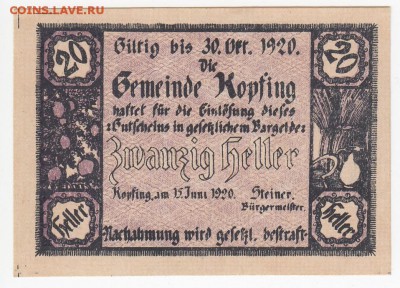 COINS.LAVE.RU
Giltig bis 30. Okt. 1920.
20 Die 20
Gemeinde Kopfing
haftet für die Einlösung dieses
Gutscheins in gesetzlichem Bargelde:
Zwanzig Heller
Kopfing, am 15. Juni 1920. Steiner.
Bürgermeister.
Heller Heller
Nachahmung wird gesetzl. bestraft.